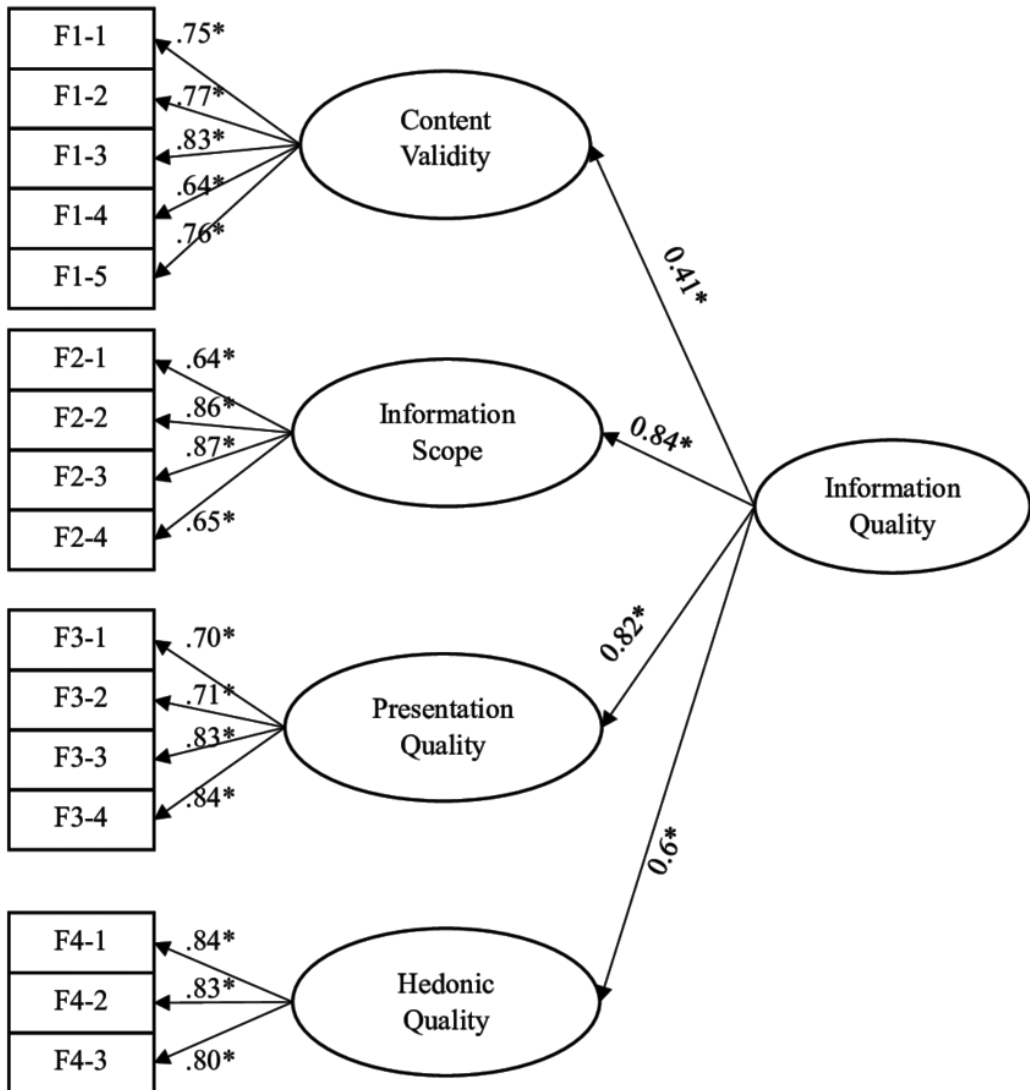 F1-1
.75*
F1-2
.77*
F1-3
.83*
F1-4
.64*
F1-5
.76*
Content
Validity
0.41*
F2-1
.64*
F2-2
.86*
F2-3
.87*
F2-4
.65*
Information
Scope
0.84*
Information
Quality
F3-1
.70*
F3-2
.71*
F3-3
.83*
F3-4
.84*
Presentation
Quality
0.82*
0.6*
F4-1
.84*
F4-2
.83*
F4-3
.80*
Hedonic
Quality